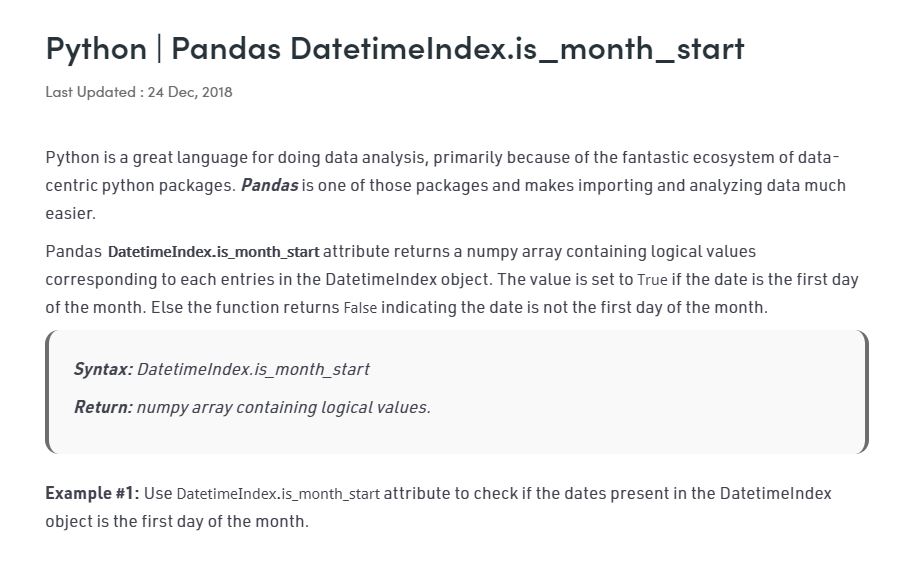 Python | Pandas DatetimeIndex.is_month_start
Last Updated : 24 Dec, 2018
Python is a great language for doing data analysis, primarily because of the fantastic ecosystem of data-
centric python packages. Pandas is one of those packages and makes importing and analyzing data much
easier.
Pandas DatetimeIndex.is_month_start attribute returns a numpy array containing logical values
corresponding to each entries in the DatetimeIndex object. The value is set to True if the date is the first day
of the month. Else the function returns False indicating the date is not the first day of the month.
Syntax: DatetimeIndex.is_month_start
Return: numpy array containing logical values.
Example #1: Use DatetimeIndex.is_month_start attribute to check if the dates present in the DatetimeIndex
object is the first day of the month.